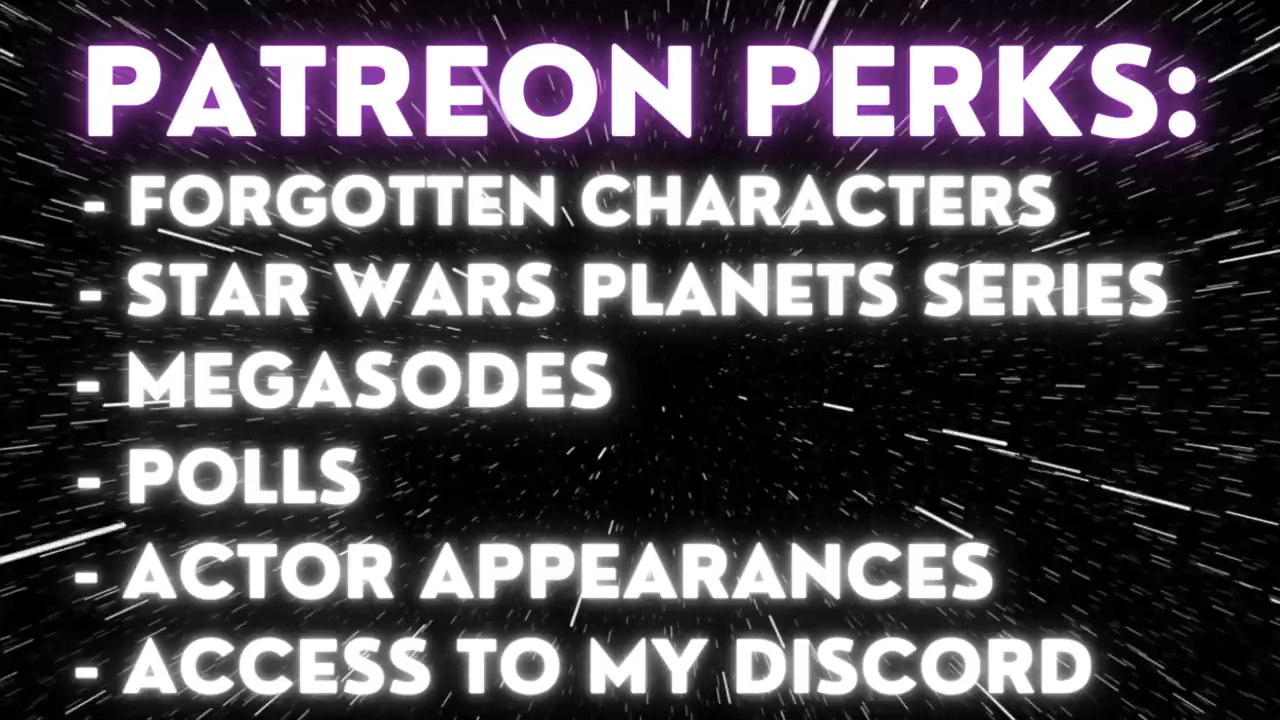 PATREON PERKS:
- FORGOTTEN CHARACTERS
- STAR WARS PLANETS SERIES
- MEGASODES
- POLLS
- ACTOR APPEARANCES
- ACCESS TO MY DISCORD